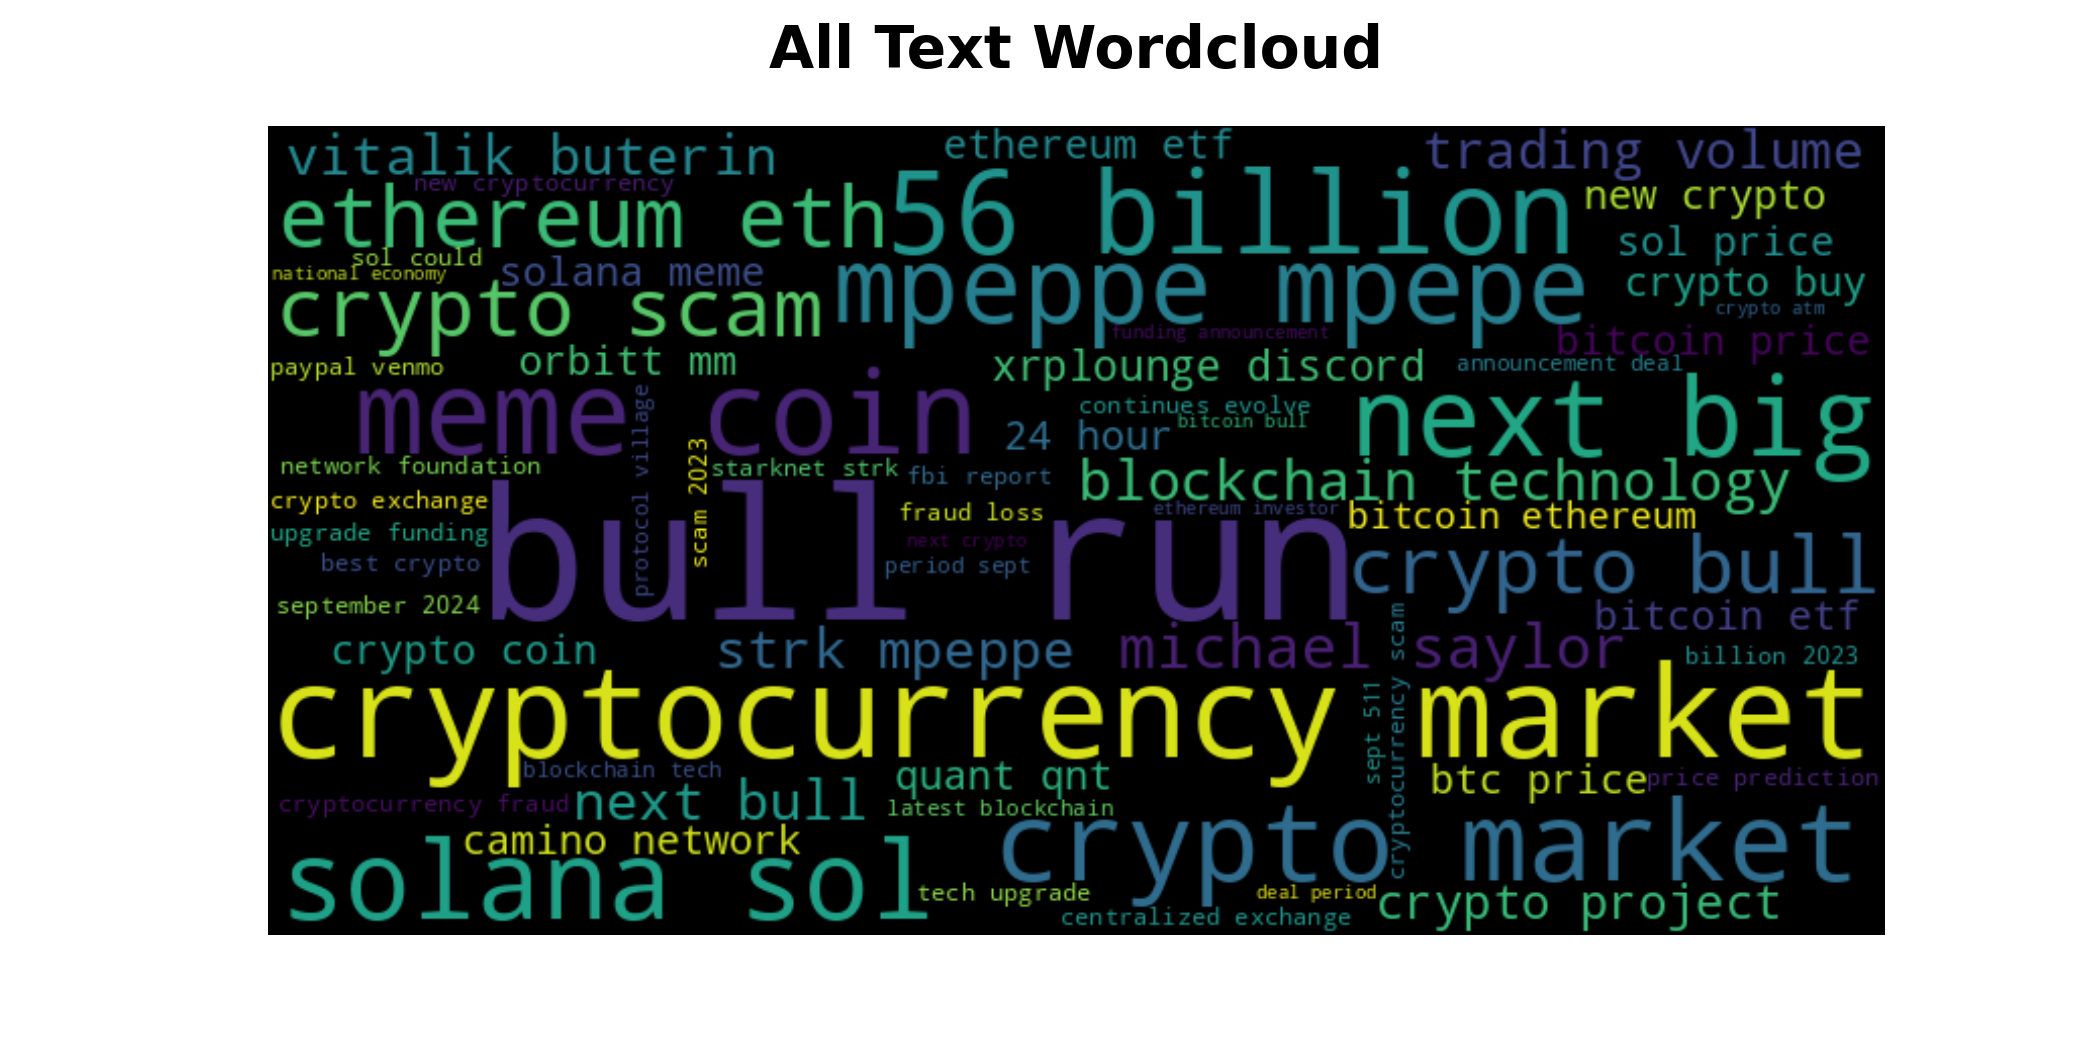 All Text Wordcloud
vitalik buterin
ethereum etf
trading volume
new cryptocurrency
ethereum eth
56 billion
new crypto
sol price
sol could
national economy
solana meme
mpeppe mpepe
crypto buy
crypto scam
crypto atm
funding announcement
bitcoin price
paypal venmo
orbitt mm
xrplounge discord
announcement deal
meme coin
protocol village
continues evolve
bitcoin bull
24 hour
next big
network foundation
scam 2023
starknet strk
fbi report
blockchain technology
crypto exchange
bull run
fraud loss
ethereum investor
bitcoin ethereum
upgrade funding
next crypto
best crypto
period sept
crypto bull
september 2024
bitcoin etf
crypto coin
strk mpeppe
michael saylor
cryptocurrency scam
billion 2023
cryptocurrency market
sept 511
blockchain tech
quant qnt
btc price
price prediction
cryptocurrency fraud
next bull
latest blockchain
camino network
crypto market
solana sol
tech upgrade
deal period
crypto project
centralized exchange